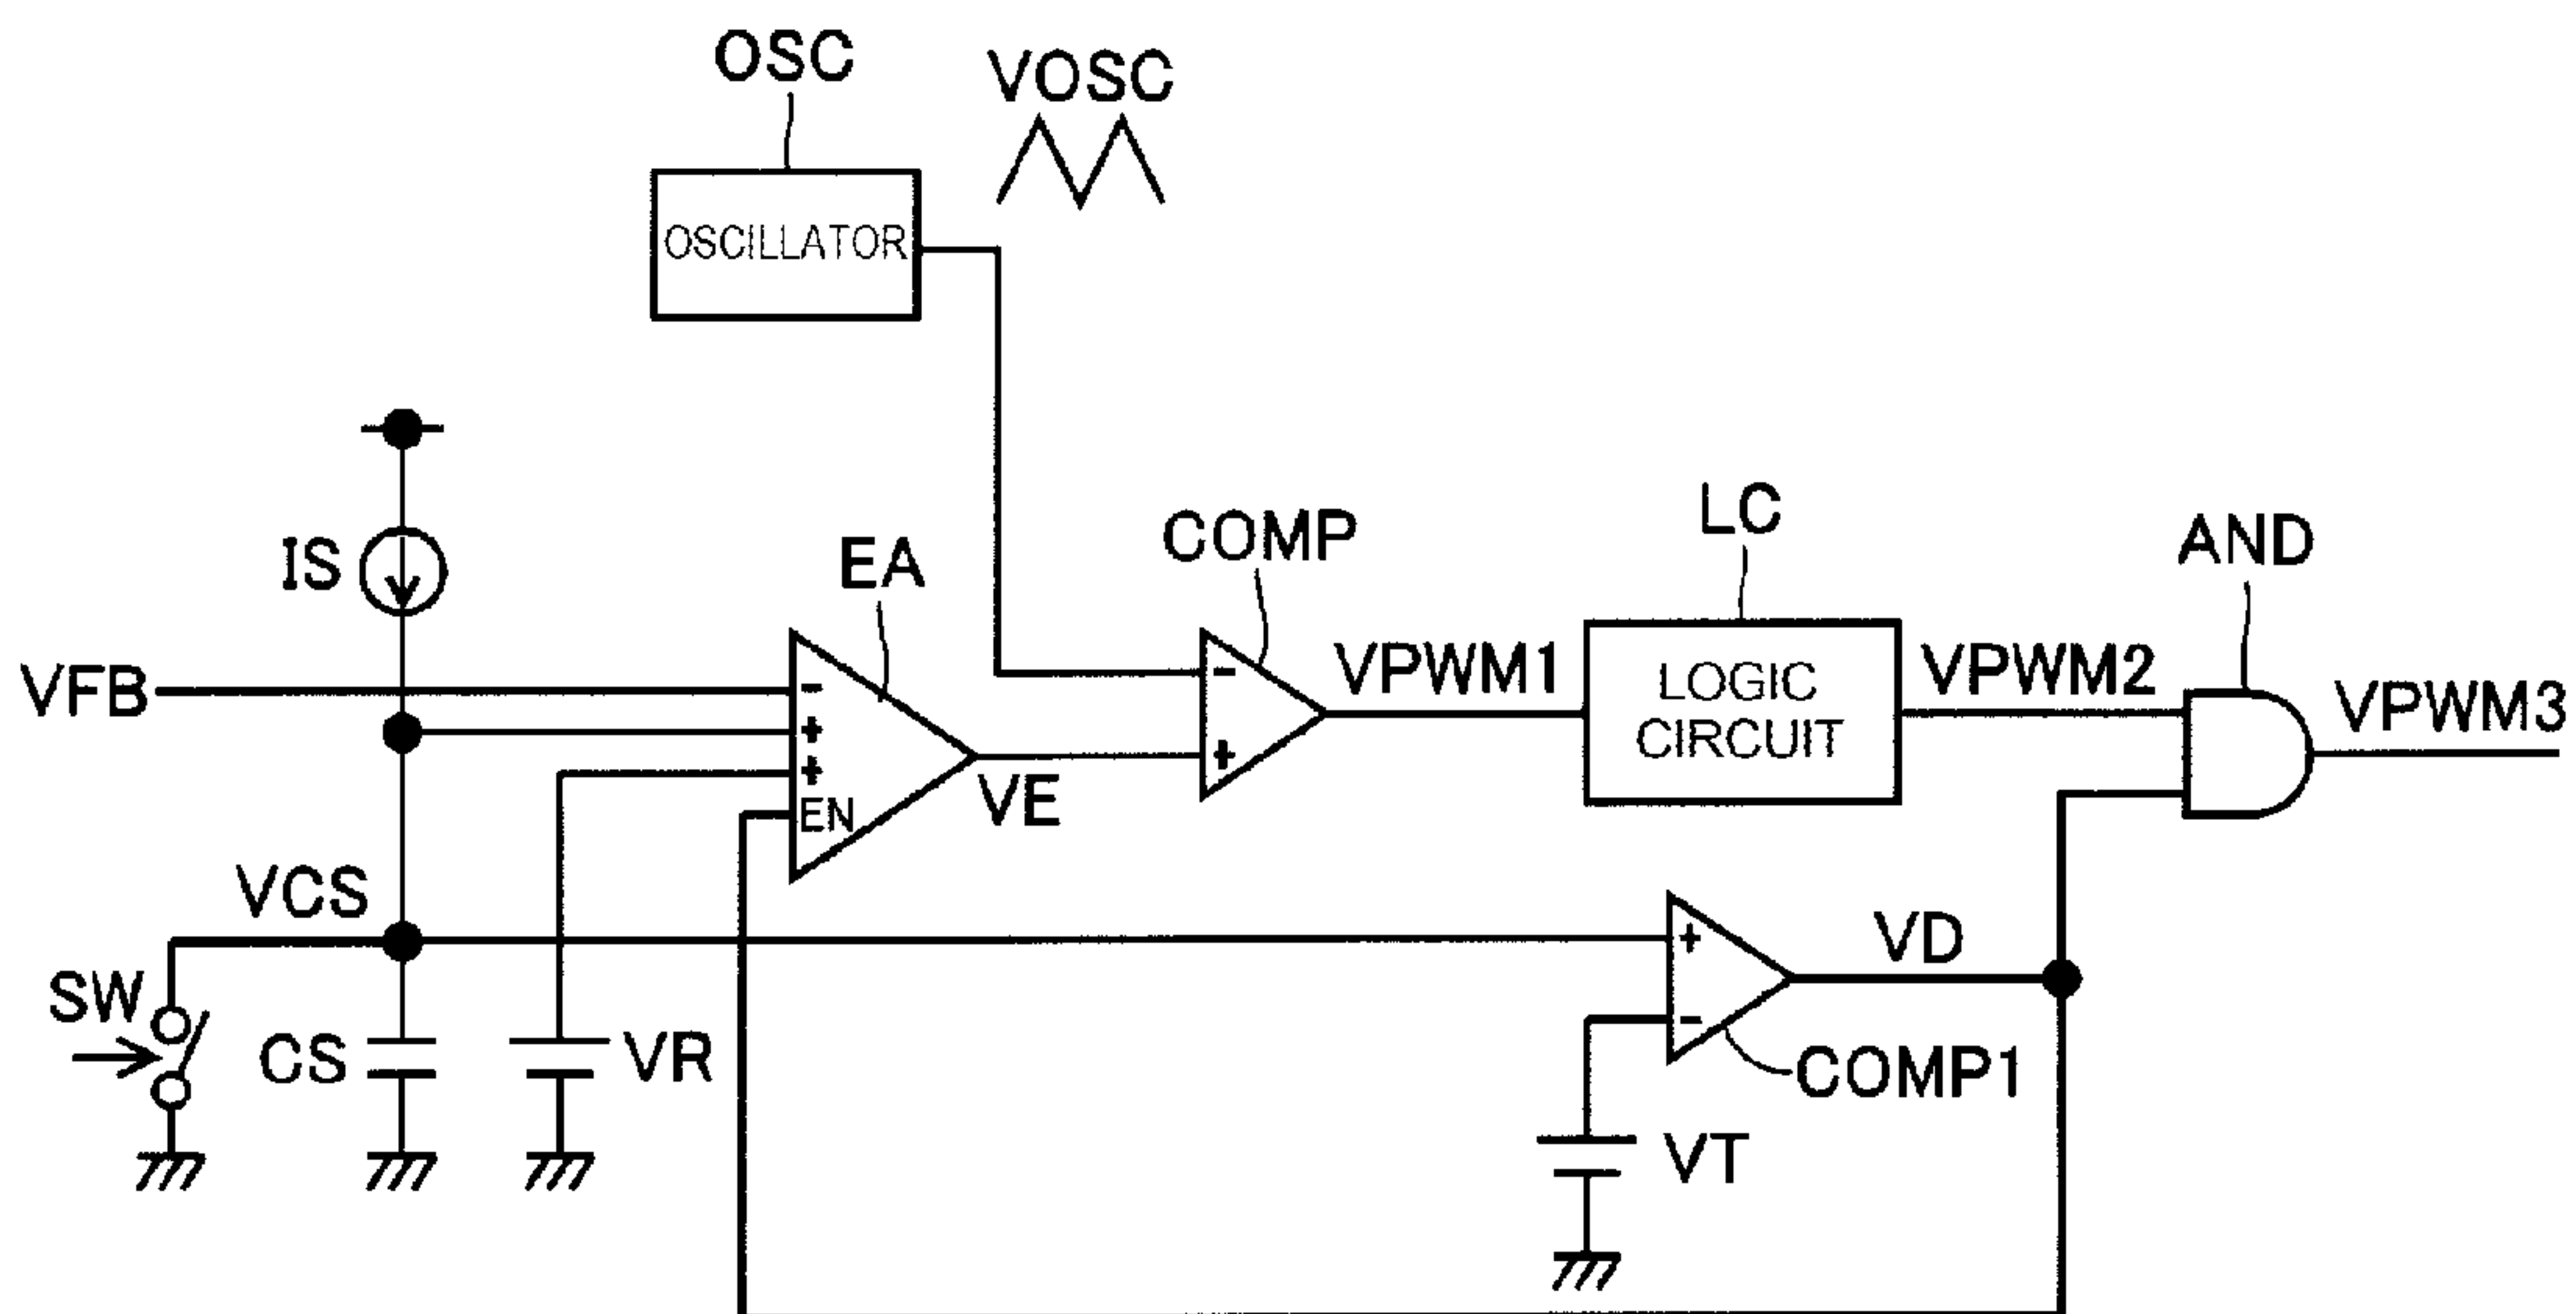 OSC
VOSC
OSCILLATOR
IS
EA
COMP
LC
AND
VFB
-
+
+
EN
VE
-
+
VPWM1
LOGIC
CIRCUIT
VPWM2
VPWM3
VCS
SW
CS
VR
+
-
VD
COMP1
VT